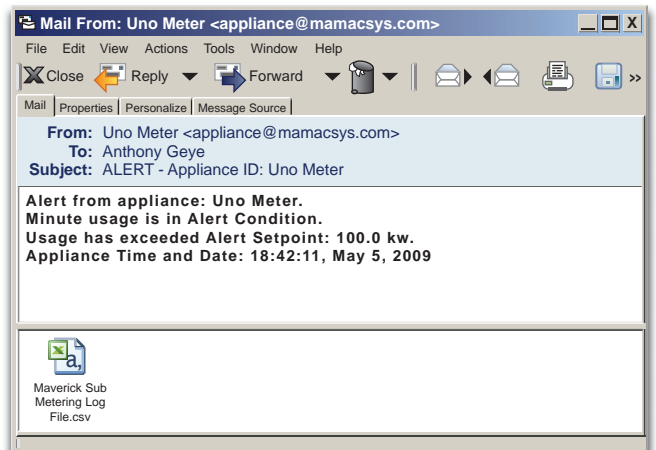 Mail From: Uno Meter <appliance@mamacsys.com>
X
File Edit View Actions Tools Window Help
Close Reply Forward »
Mail Properties Personalize Message Source
From: Uno Meter <appliance@mamacsys.com>
To: Anthony Geye
Subject: ALERT - Appliance ID: Uno Meter
Alert from appliance: Uno Meter.
Minute usage is in Alert Condition.
Usage has exceeded Alert Setpoint: 100.0 kw.
Appliance Time and Date: 18:42:11, May 5, 2009
X a,
Maverick Sub
Metering Log
File.csv